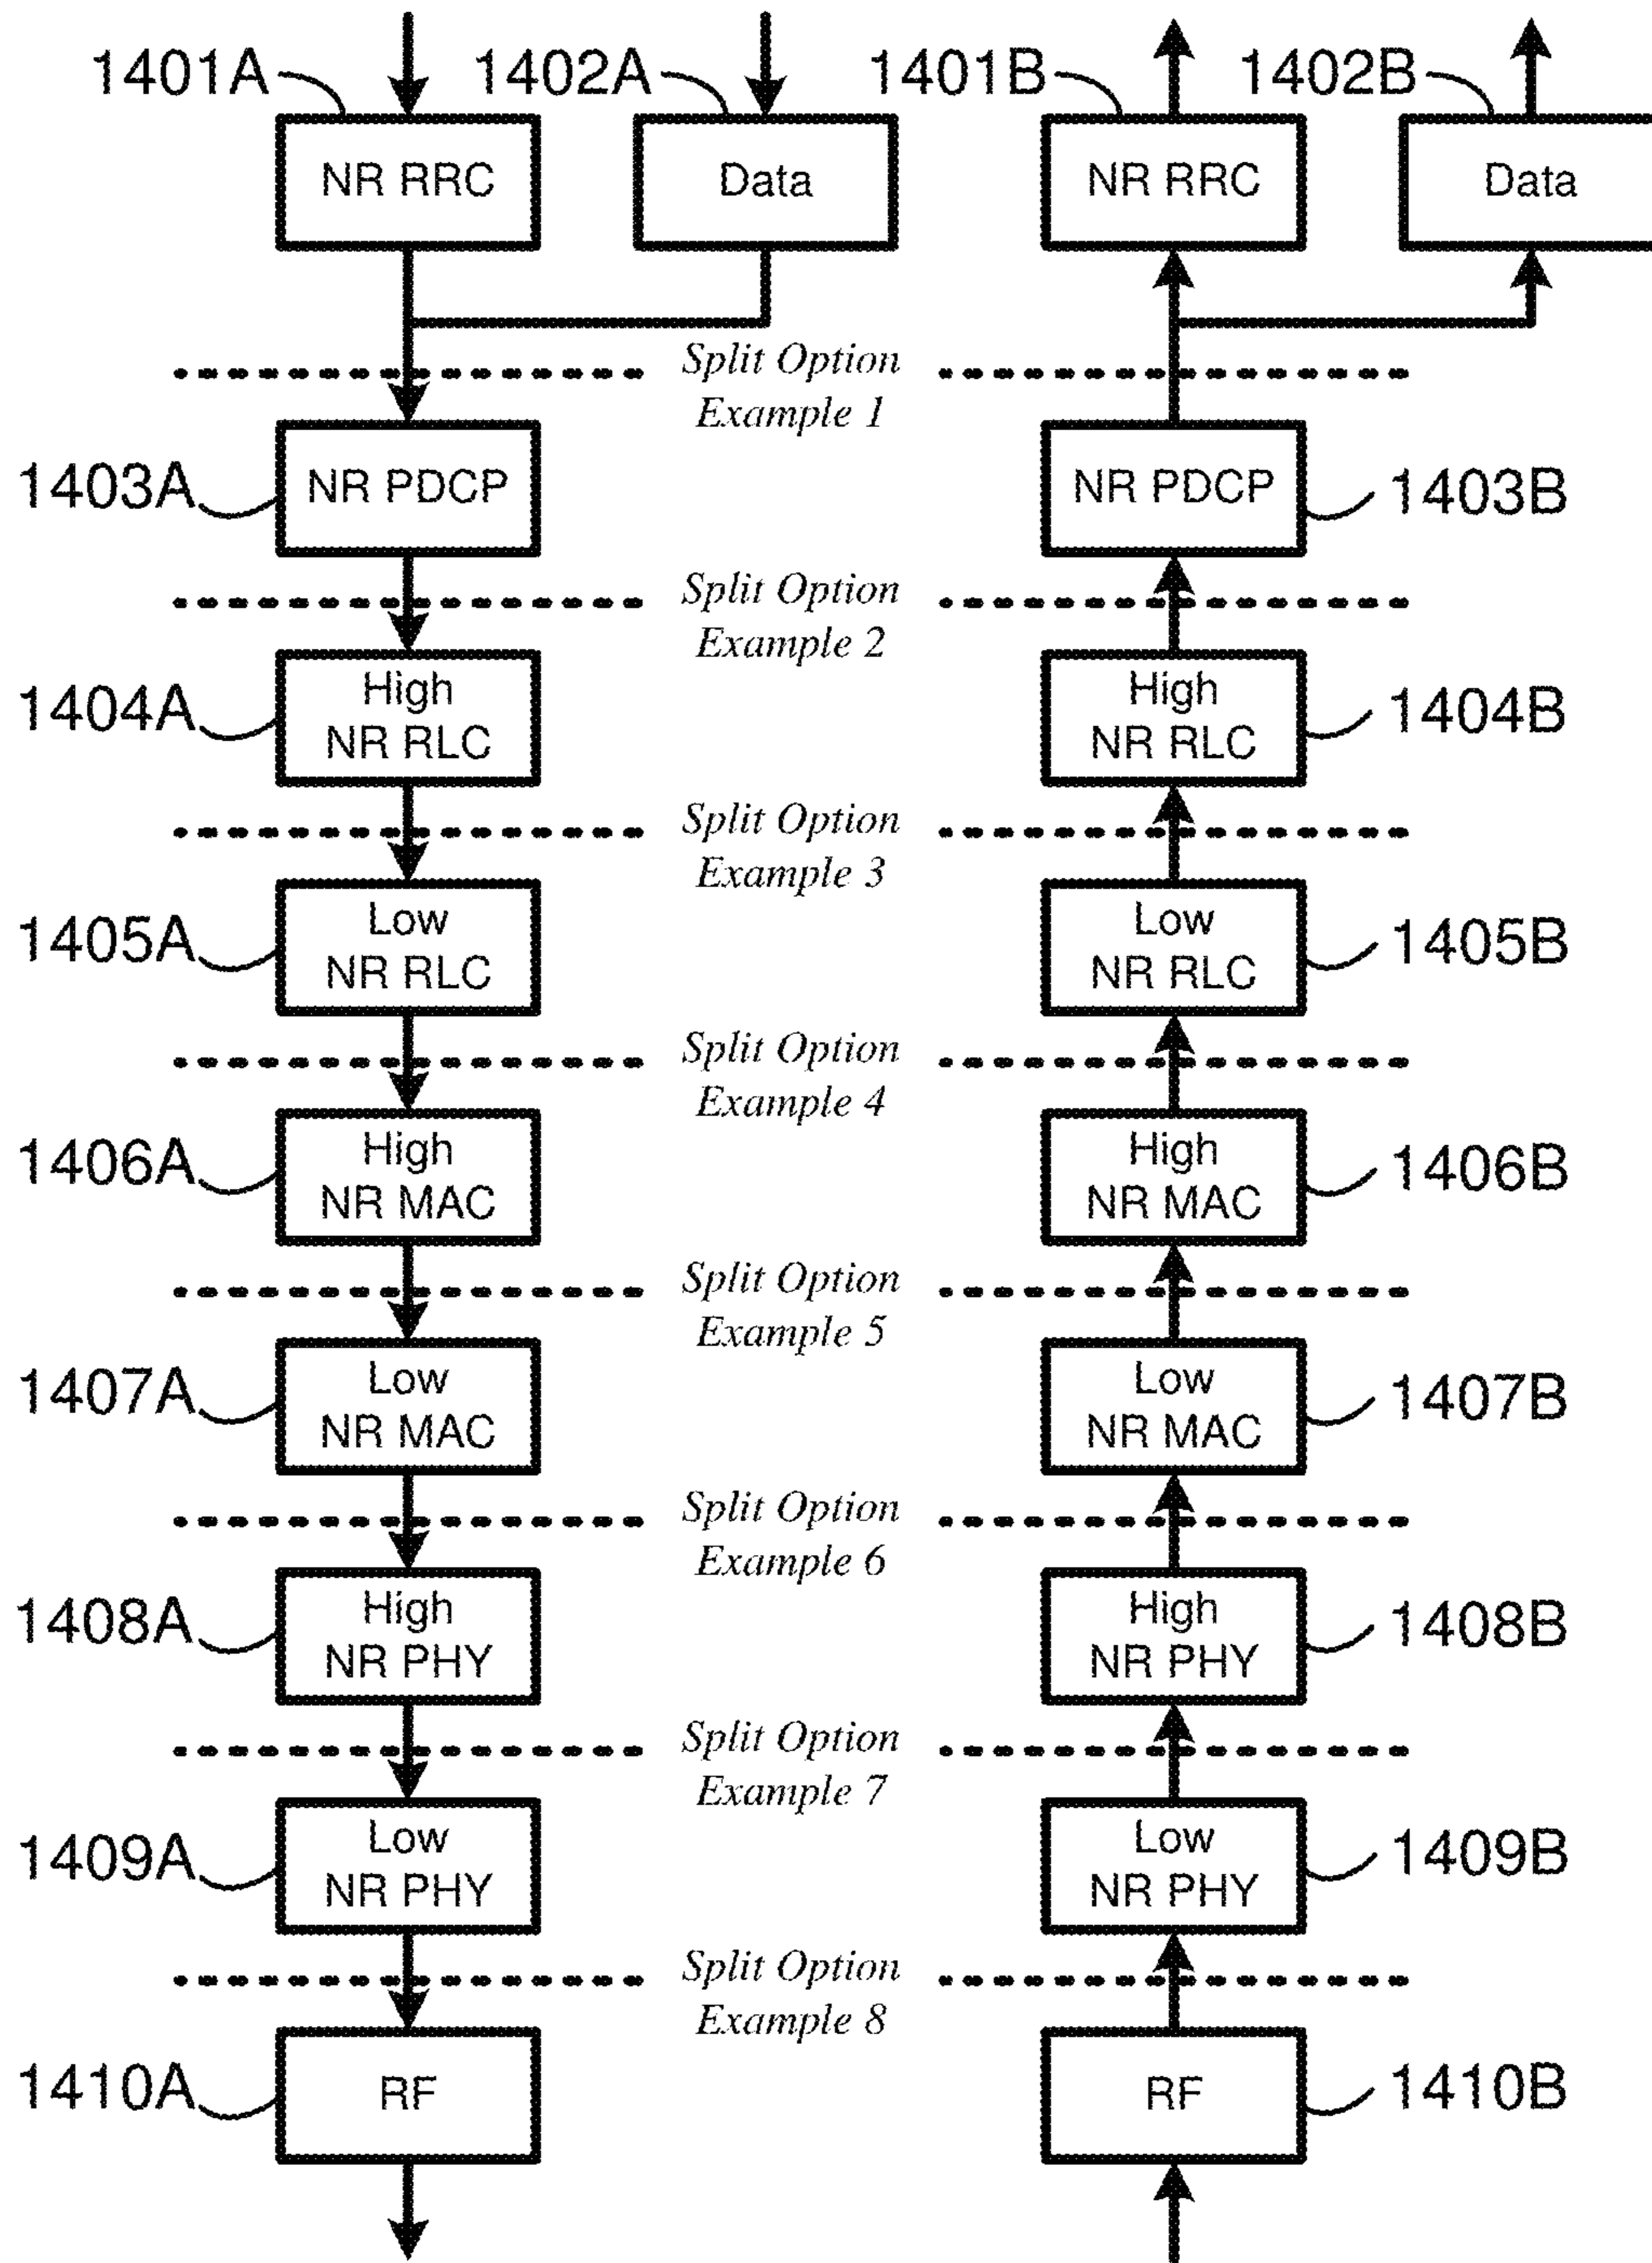 1401A 1402A 1401B 1402B
NR RRC Data NR RRC Data
Split Option
Example 1
1403A NR PDCP NR PDCP 1403B
Split Option
Example 2
1404A High NR RLC High NR RLC 1404B
Split Option
Example 3
1405A Low NR RLC Low NR RLC 1405B
Split Option
Example 4
1406A High NR MAC High NR MAC 1406B
Split Option
Example 5
1407A Low NR MAC Low NR MAC 1407B
Split Option
Example 6
1408A High NR PHY High NR PHY 1408B
Split Option
Example 7
1409A Low NR PHY Low NR PHY 1409B
Split Option
Example 8
1410A RF RF 1410B